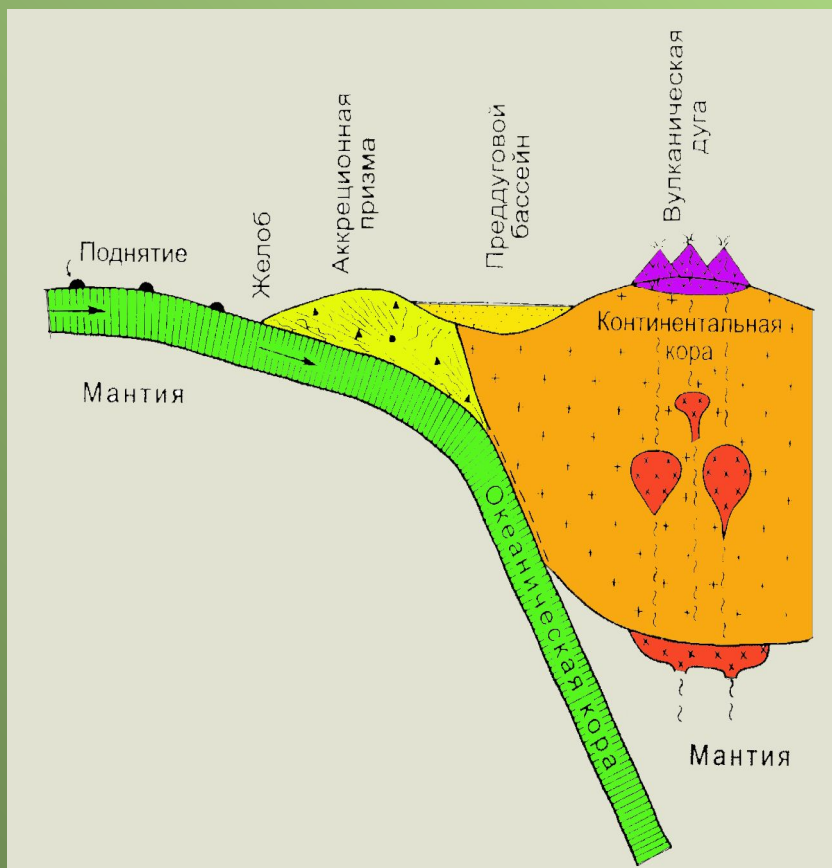 Поднятие
Желоб
Аккреционная
призма
Преддуговой
бассейн
Вулканическая
дуга
Континентальная
кора
Мантия
Океаническая кора
Мантия